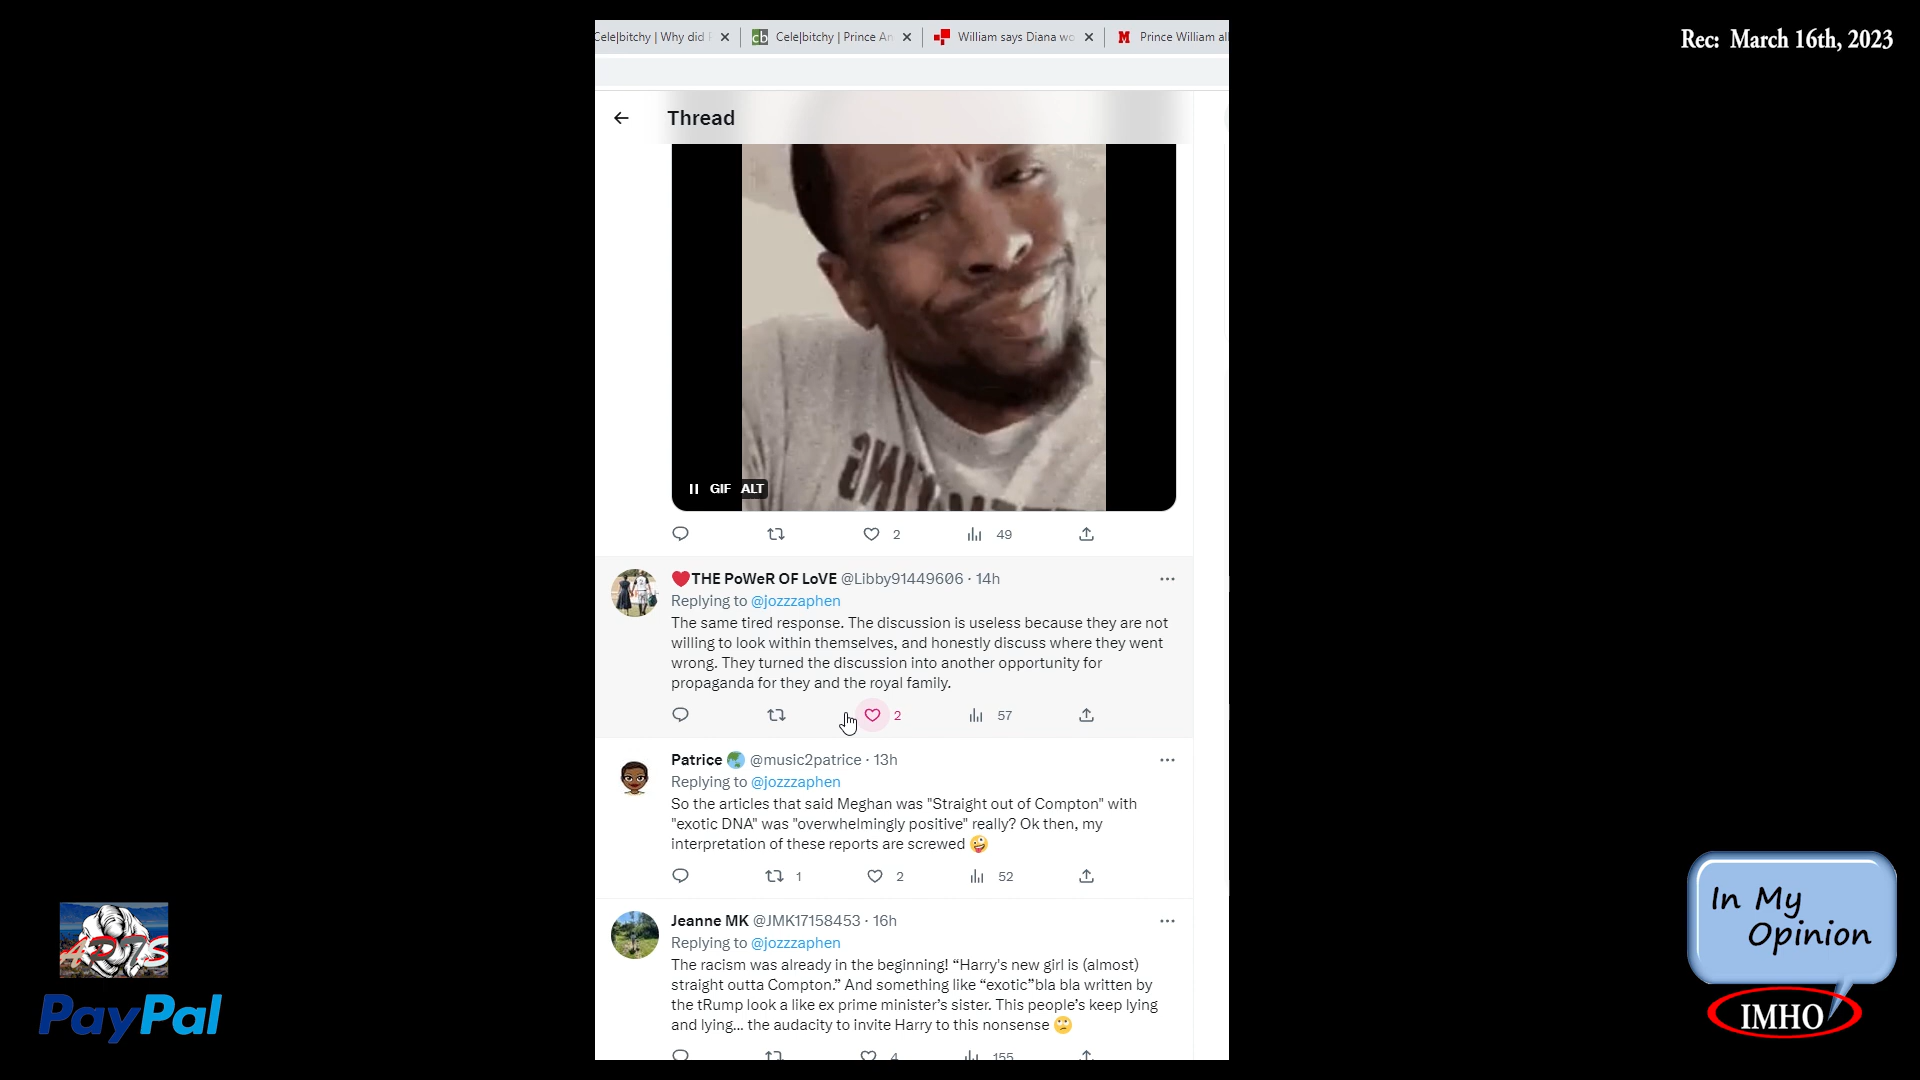 Cele|bitchy | Why did
cb Cele|bitchy | Prince An
William says Diana wo
M Prince William all
Rec: March 16th, 2023
Thread
GIF ALT
2 49
THE PoWeR OF LoVE @Libby91449606 · 14h
Replying to @jozzzaphen
The same tired response. The discussion is useless because they are not
willing to look within themselves, and honestly discuss where they went
wrong. They turned the discussion into another opportunity for
propaganda for they and the royal family.
2 57
Patrice @music2patrice · 13h
Replying to @jozzzaphen
So the articles that said Meghan was "Straight out of Compton" with
"exotic DNA" was "overwhelmingly positive" really? Ok then, my
interpretation of these reports are screwed
1 2 52
Jeanne MK @JMK17158453 · 16h
Replying to @jozzzaphen
The racism was already in the beginning! “Harry's new girl is (almost)
straight outta Compton.” And something like “exotic”bla bla written by
the tRump look a like ex prime minister’s sister. This people’s keep lying
and lying... the audacity to invite Harry to this nonsense
4 155
PayPal
In My
Opinion
IMHO